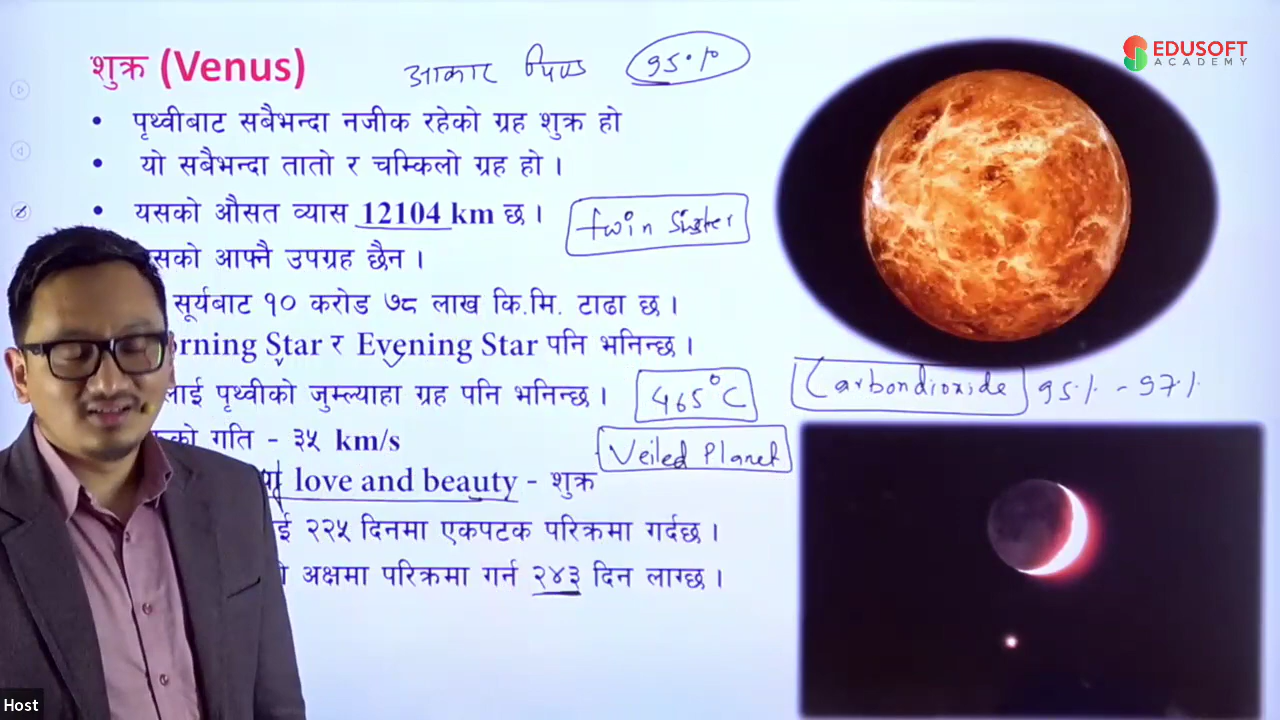 शुक्र (Venus)
आकार 95%
EDUSOFT
ACADEMY
• पृथ्वीबाट सबैभन्दा नजीक रहेको ग्रह शुक्र हो
• यो सबैभन्दा तातो र चम्किलो ग्रह हो ।
• यसको औसत व्यास 12104 km छ ।
twin Sister
सको आफ्नै उपग्रह छैन ।
सूर्यबाट १० करोड ७८ लाख कि.मि. टाढा छ ।
rning Star र Evening Star पनि भनिन्छ ।
लाई पृथ्वीको जुम्ल्याहा ग्रह पनि भनिन्छ ।
465°C
Carbondioxide 95% - 97%
को गति - ३५ km/s
Veiled Planet
love and beauty - शुक्र
ई २२५ दिनमा एकपटक परिक्रमा गर्दछ ।
अक्षमा परिक्रमा गर्न २४३ दिन लाग्छ ।
Host